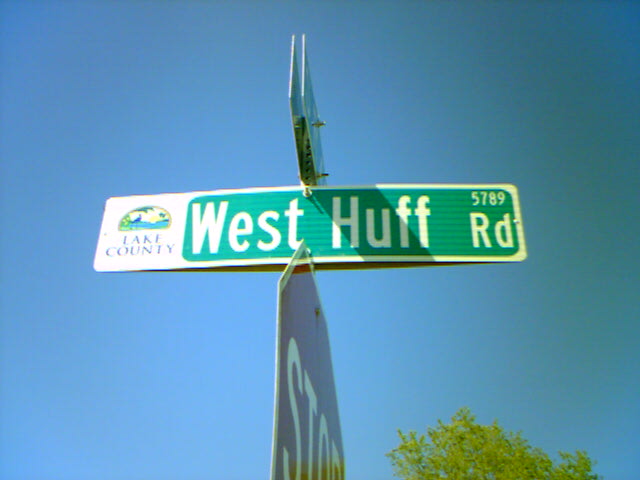 LAKE
COUNTY
West Huff Rd
5789
STOP